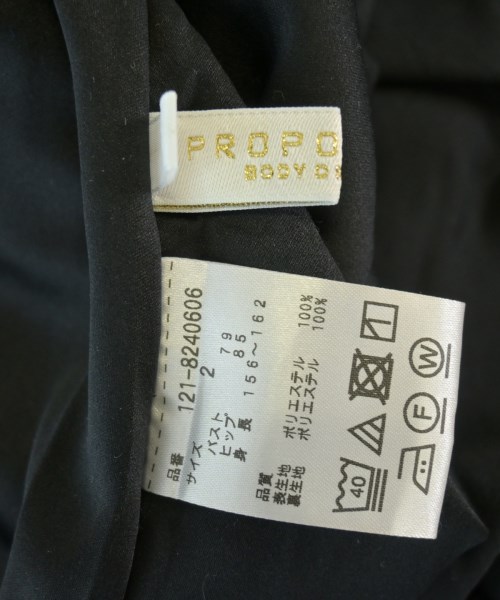 PROPO
BODY D
品番 121-8240606
サイズ 2
バスト 79
ヒップ 85
身 長 156～162
品質
表生地 ポリエステル 100%
裏生地 ポリエステル 100%
40
W
F